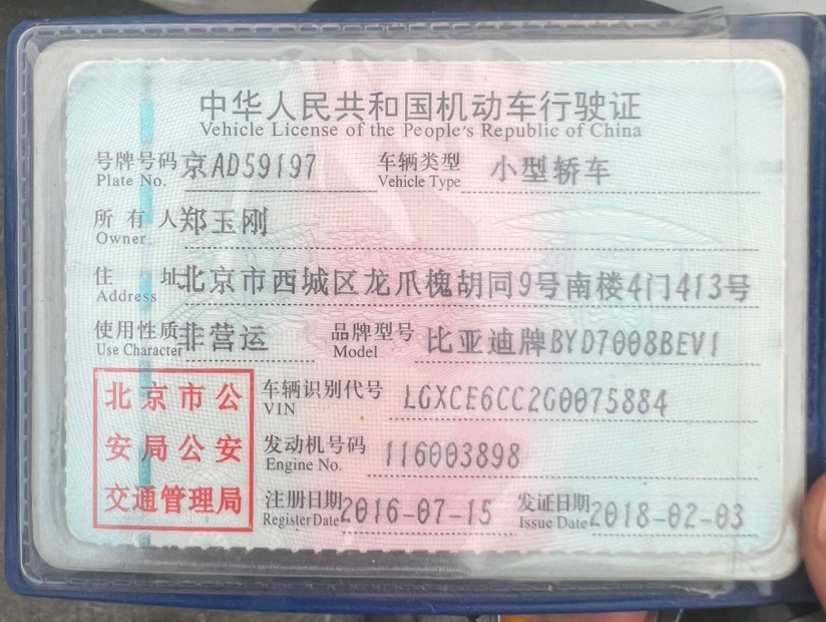 中华人民共和国机动车行驶证
Vehicle License of the People's Republic of China
号牌号码 京AD59197 车辆类型 小型轿车
Plate No. Vehicle Type
所有人 郑玉刚
Owner
住址 北京市西城区龙爪槐胡同9号南楼4门413号
Address
使用性质 非营运 品牌型号 比亚迪牌BYD7008BEV1
Use Character Model
北京市公
安局公安
交通管理局
车辆识别代号 LGXCE6CC2G0075884
VIN
发动机号码 116003898
Engine No.
注册日期 2016-07-15 发证日期 2018-02-03
Register Date Issue Date